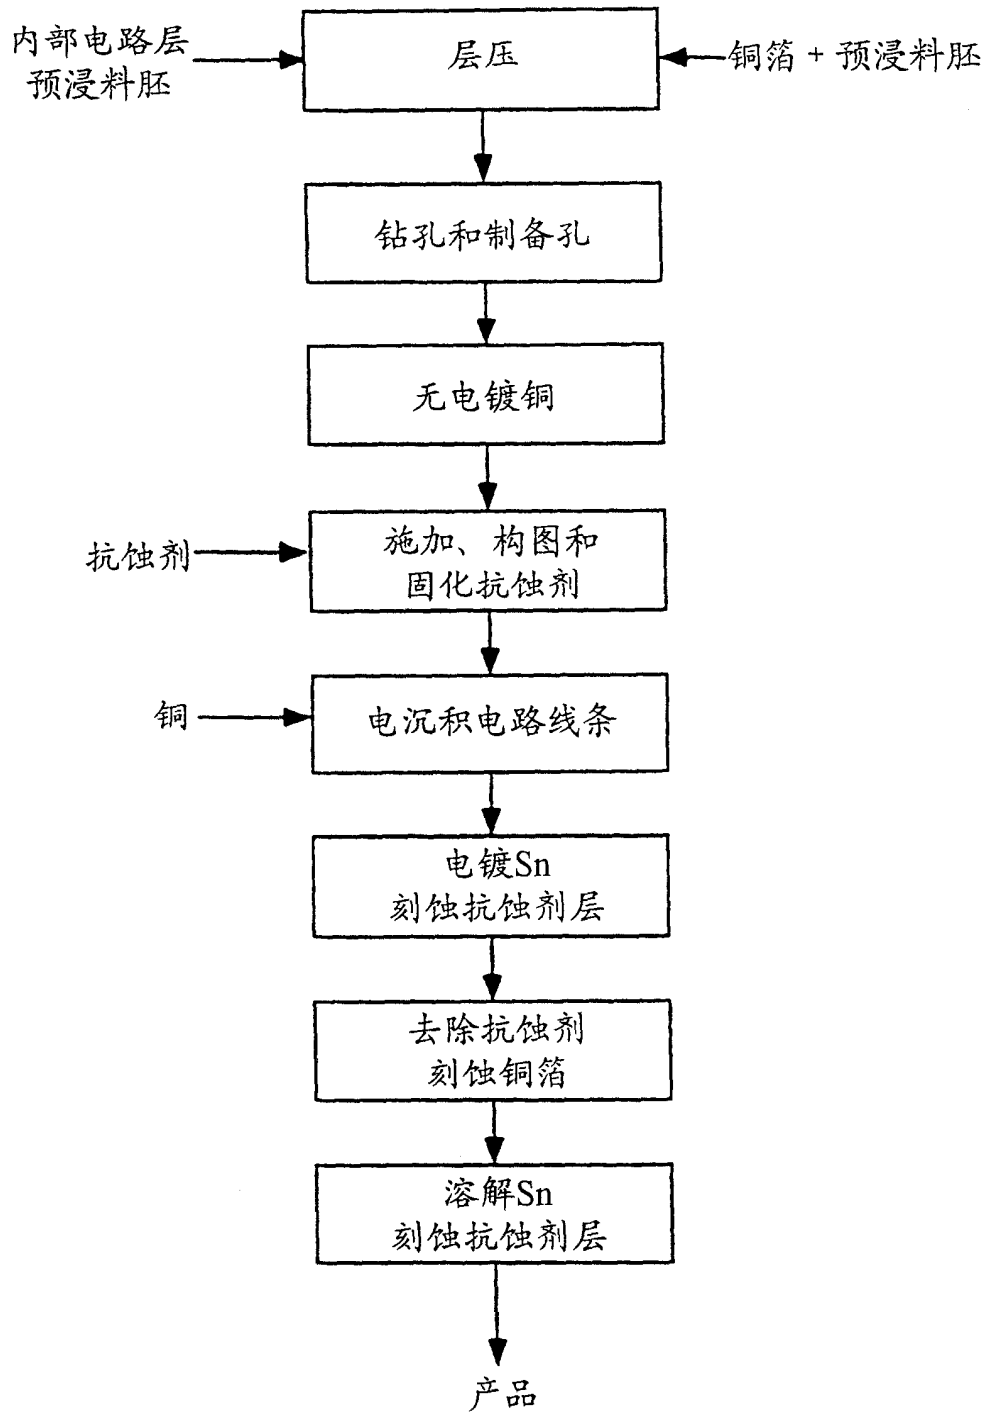 内部电路层
预浸料胚
层压
铜箔 + 预浸料胚
钻孔和制备孔
无电镀铜
抗蚀剂
施加、构图和
固化抗蚀剂
铜
电沉积电路线条
电镀Sn
刻蚀抗蚀剂层
去除抗蚀剂
刻蚀铜箔
溶解Sn
刻蚀抗蚀剂层
产品